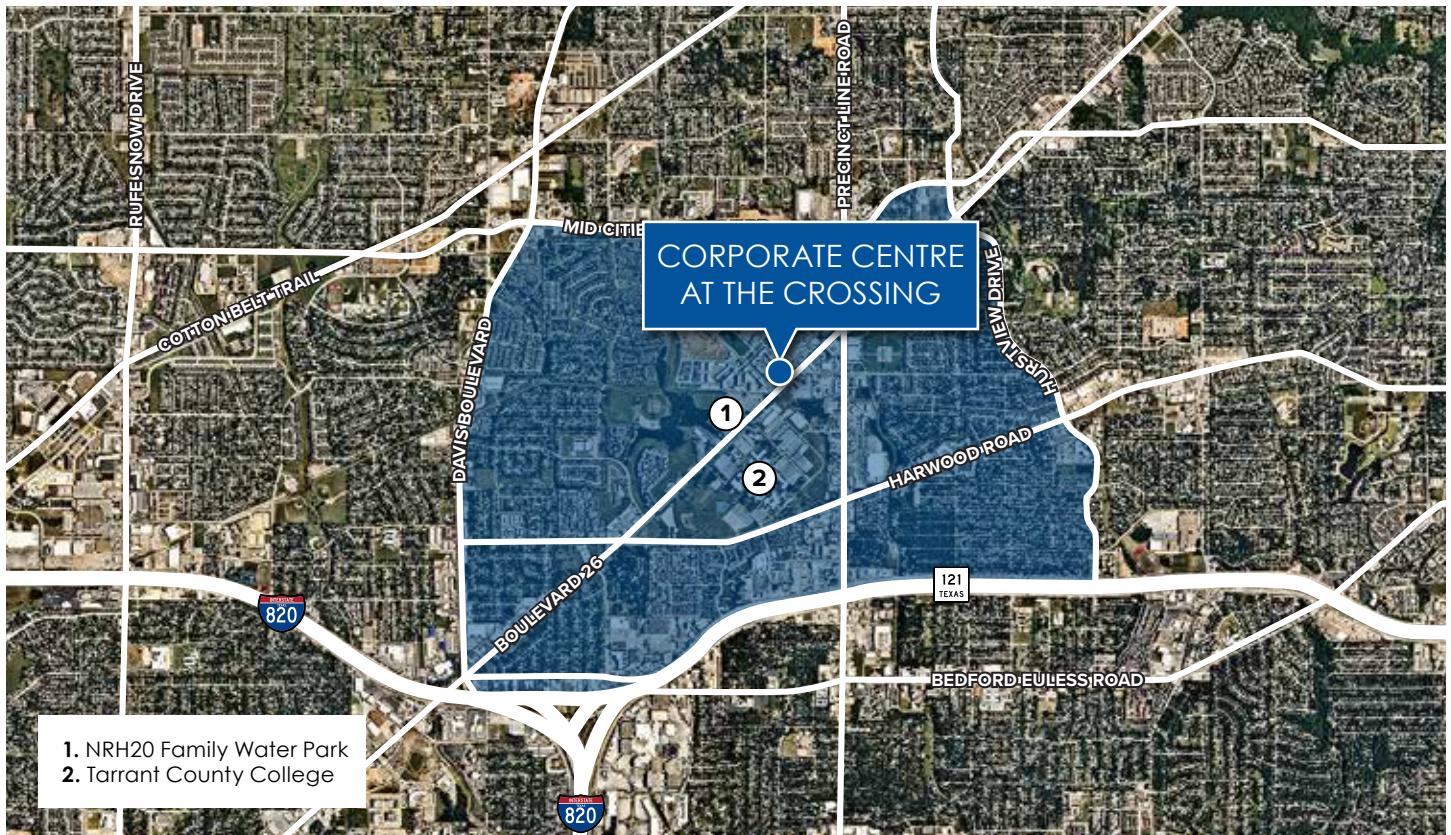 RUFE SNOW DRIVE
PRECINCT LINE ROAD
MID CITIE
CORPORATE CENTRE
AT THE CROSSING
HURSTVIEW DRIVE
COTTON BELT TRAIL
DAVIS BOULEVARD
1
2
HARWOOD ROAD
BOULEVARD 26
121
TEXAS
INTERSTATE
820
BEDFORD EULESS ROAD
1. NRH20 Family Water Park
2. Tarrant County College
INTERSTATE
820